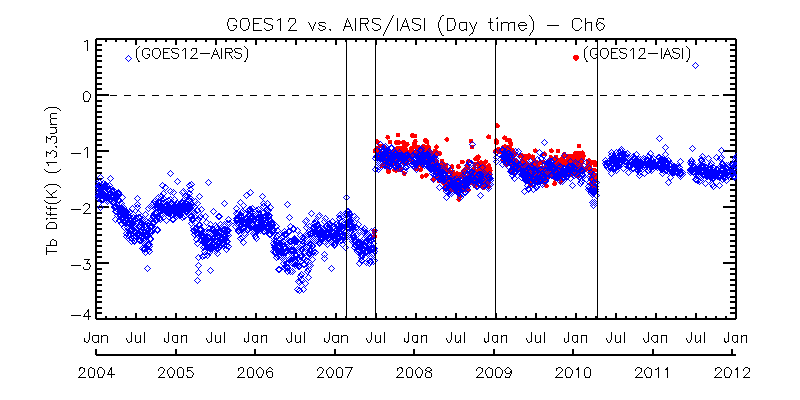 GOES12 vs. AIRS/IASI (Day time) - Ch6
(GOES12-AIRS) (GOES12-IASI)
Tb Diff(K) (13.3um)
1
0
-1
-2
-3
-4
Jan Jul Jan Jul Jan Jul Jan Jul Jan Jul Jan Jul Jan Jul Jan Jul Jan
2004 2005 2006 2007 2008 2009 2010 2011 2012